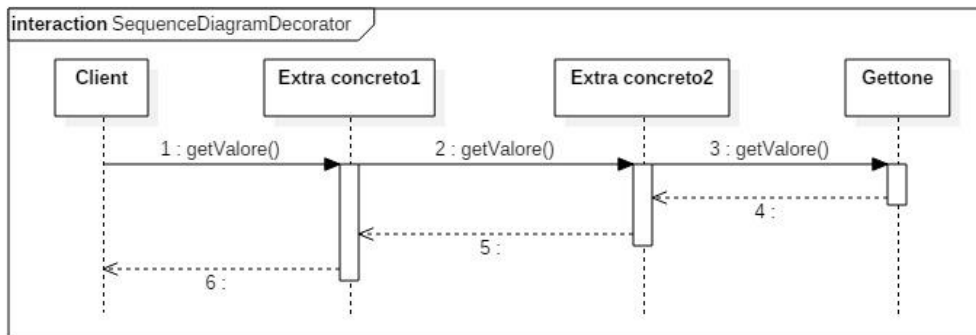 interaction SequenceDiagramDecorator
Client
Extra concreto1
Extra concreto2
Gettone
1 : getValore()
2 : getValore()
3 : getValore()
4 :
5 :
6 :